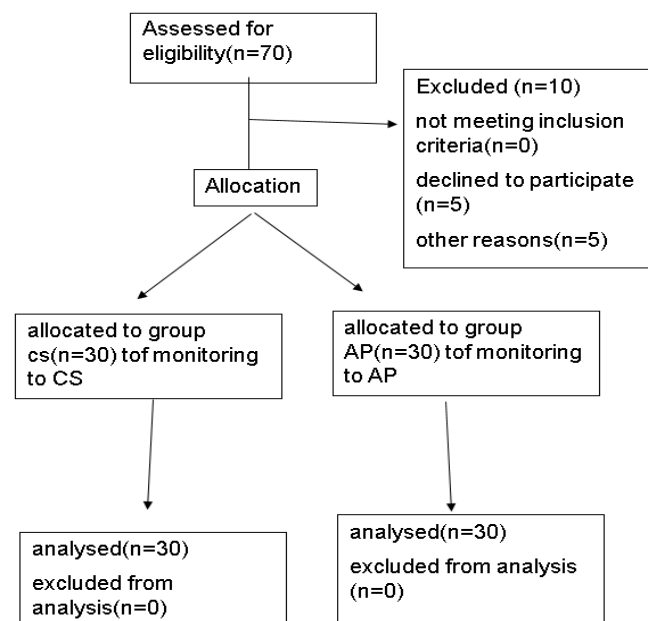 Assessed for
eligibility(n=70)
Excluded (n=10)
not meeting inclusion
criteria(n=0)
declined to participate
(n=5)
other reasons(n=5)
Allocation
allocated to group
cs(n=30) tof monitoring
to CS
allocated to group
AP(n=30) tof monitoring
to AP
analysed(n=30)
excluded from
analysis(n=0)
analysed(n=30)
excluded from analysis
(n=0)